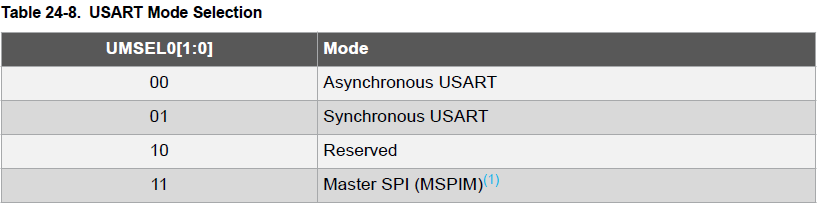 Table 24-8. USART Mode Selection
UMSEL0[1:0] Mode
00 Asynchronous USART
01 Synchronous USART
10 Reserved
11 Master SPI (MSPIM)(1)